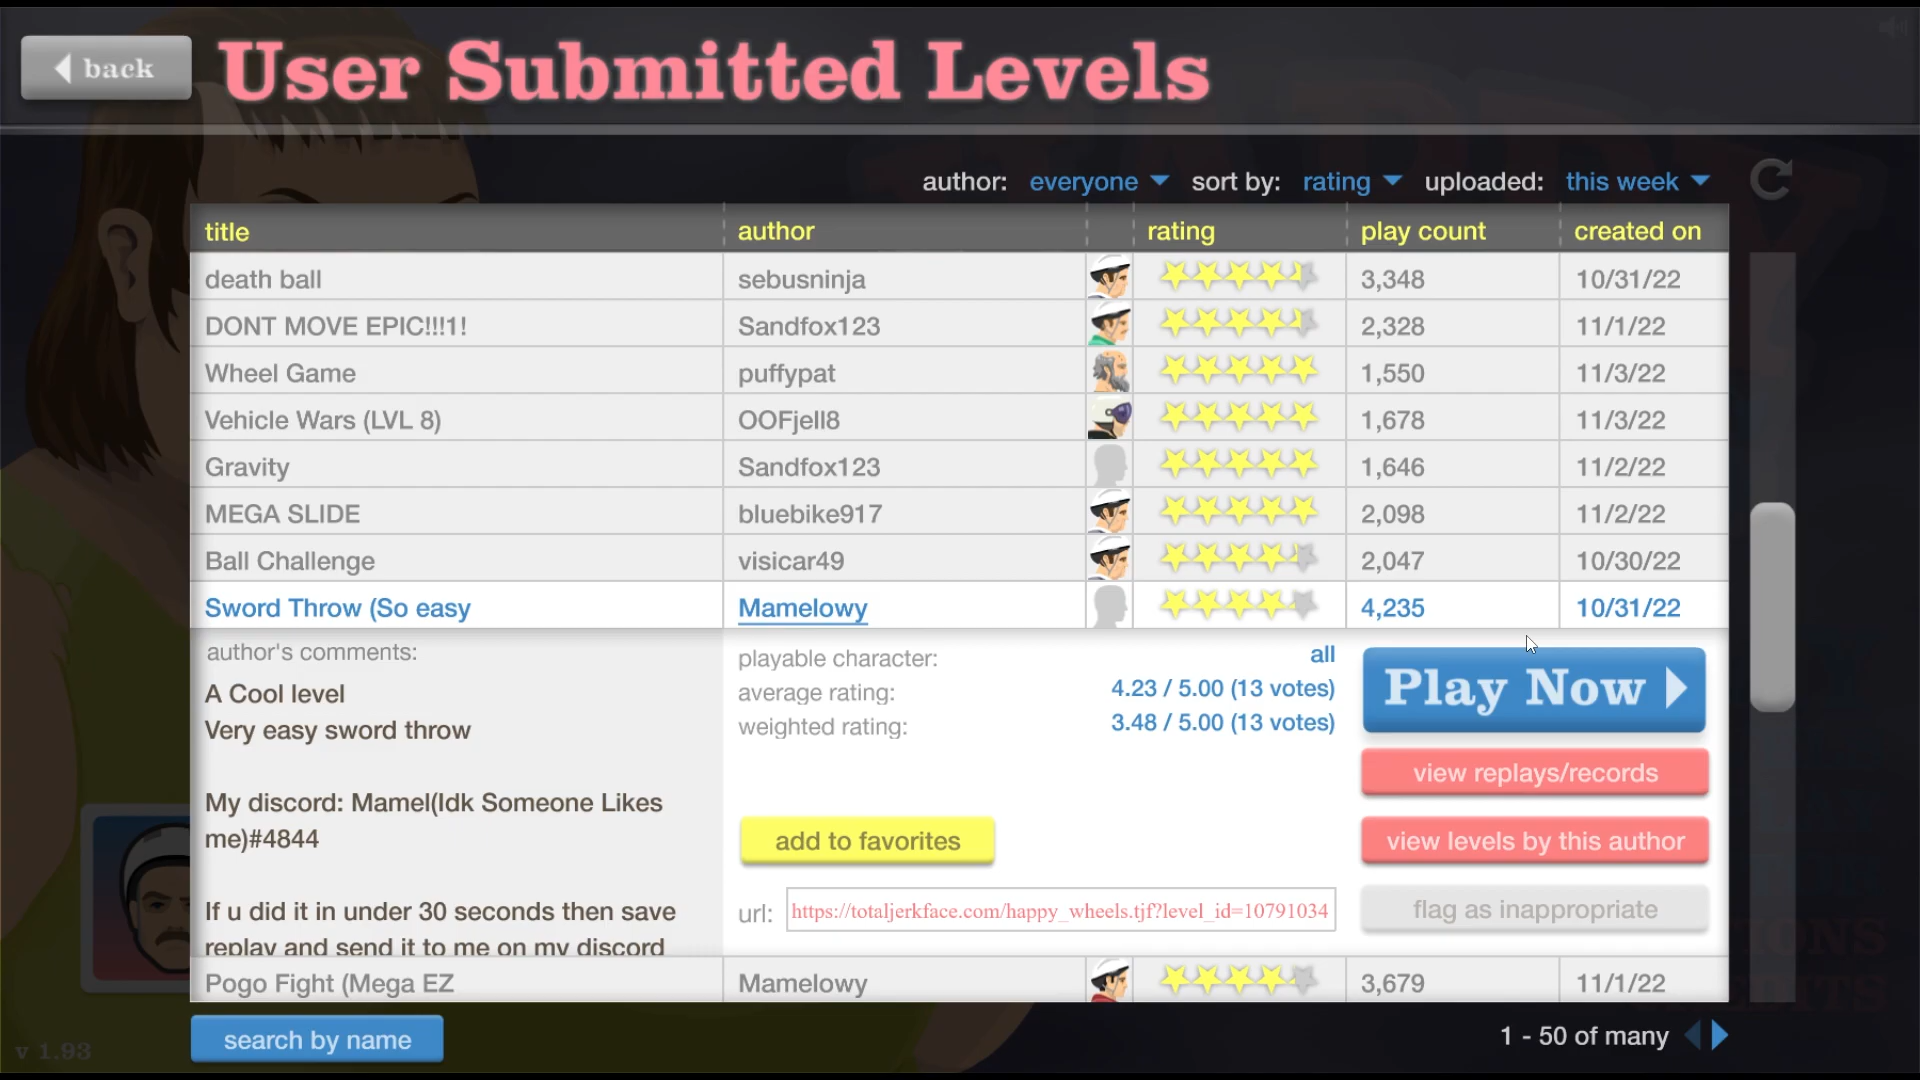 back
User Submitted Levels
author: everyone sort by: rating uploaded: this week
title author rating play count created on
death ball sebusninja 3,348 10/31/22
DONT MOVE EPIC!!!1! Sandfox123 2,328 11/1/22
Wheel Game puffypat 1,550 11/3/22
Vehicle Wars (LVL 8) OOFjell8 1,678 11/3/22
Gravity Sandfox123 1,646 11/2/22
MEGA SLIDE bluebike917 2,098 11/2/22
Ball Challenge visicar49 2,047 10/30/22
Sword Throw (So easy Mamelowy 4,235 10/31/22
author's comments:
A Cool level
Very easy sword throw
My discord: Mamel(Idk Someone Likes
me)#4844
If u did it in under 30 seconds then save
replay and send it to me on my discord
playable character: all
average rating: 4.23 / 5.00 (13 votes)
weighted rating: 3.48 / 5.00 (13 votes)
add to favorites
url: https://totaljerkface.com/happy_wheels.tjf?level_id=10791034
Play Now
view replays/records
view levels by this author
flag as inappropriate
Pogo Fight (Mega EZ Mamelowy 3,679 11/1/22
search by name
1 - 50 of many
v 1.93